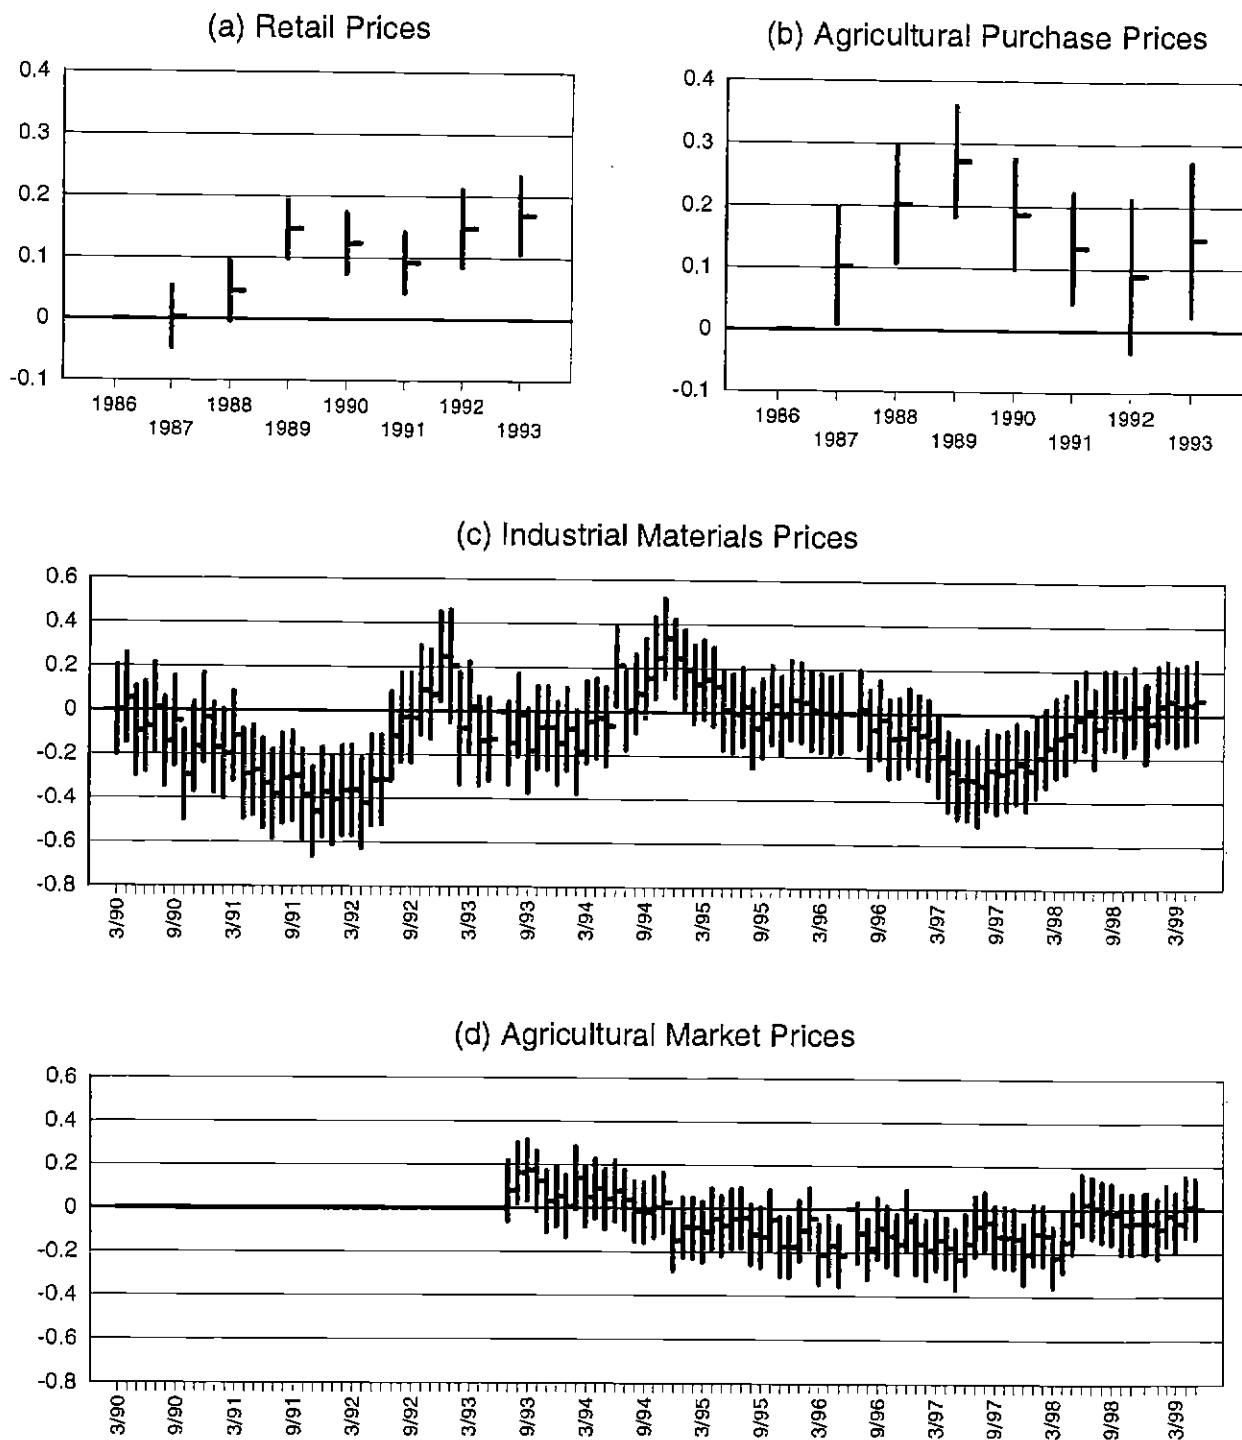 (a) Retail Prices
0.4
0.3
0.2
0.1
0
-0.1
1986 1988 1990 1992
1987 1989 1991 1993
(b) Agricultural Purchase Prices
0.4
0.3
0.2
0.1
0
-0.1
1986 1988 1990 1992
1987 1989 1991 1993
(c) Industrial Materials Prices
0.6
0.4
0.2
0
-0.2
-0.4
-0.6
-0.8
3/90 9/90 3/91 9/91 3/92 9/92 3/93 9/93 3/94 9/94 3/95 9/95 3/96 9/96 3/97 9/97 3/98 9/98 3/99
(d) Agricultural Market Prices
0.6
0.4
0.2
0
-0.2
-0.4
-0.6
-0.8
3/90 9/90 3/91 9/91 3/92 9/92 3/93 9/93 3/94 9/94 3/95 9/95 3/96 9/96 3/97 9/97 3/98 9/98 3/99